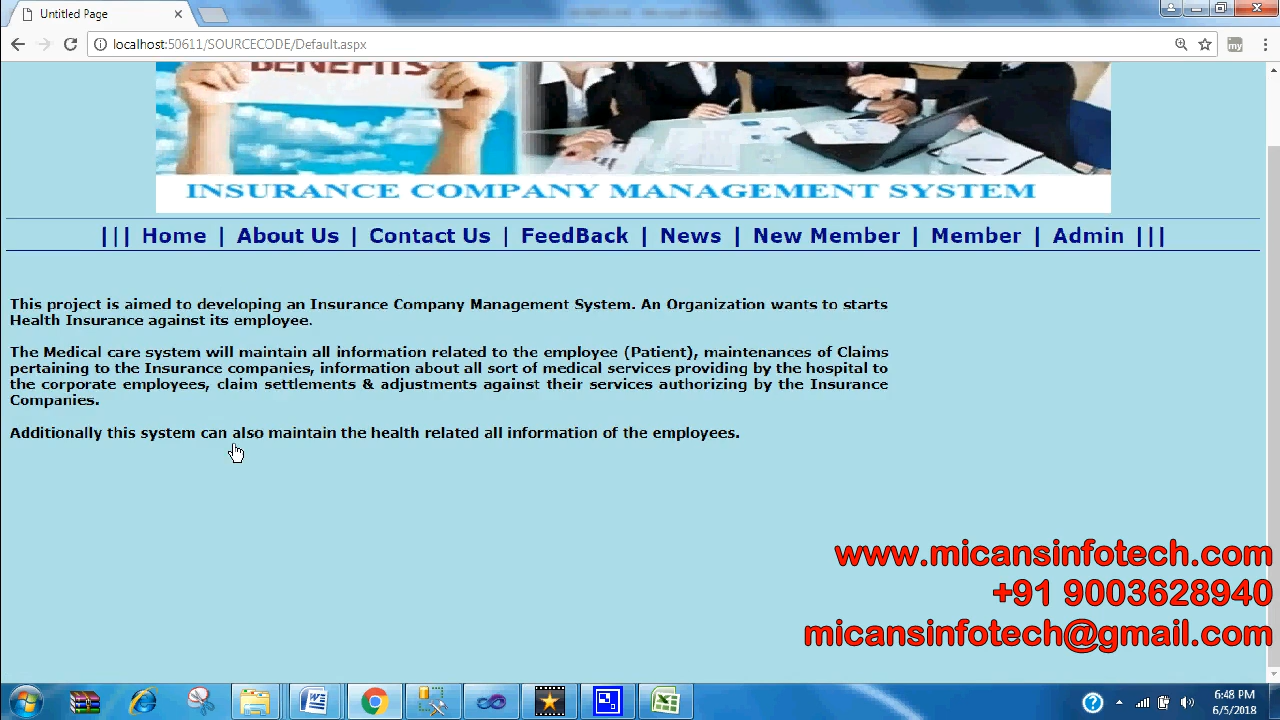 Untitled Page
localhost:50611/SOURCECODE/Default.aspx
my
BENEFITS
INSURANCE COMPANY MANAGEMENT SYSTEM
||| Home | About Us | Contact Us | FeedBack | News | New Member | Member | Admin |||
This project is aimed to developing an Insurance Company Management System. An Organization wants to starts
Health Insurance against its employee.
The Medical care system will maintain all information related to the employee (Patient), maintenances of Claims
pertaining to the Insurance companies, information about all sort of medical services providing by the hospital to
the corporate employees, claim settlements & adjustments against their services authorizing by the Insurance
Companies.
Additionally this system can also maintain the health related all information of the employees.
www.micansinfotech.com
+91 9003628940
micansinfotech@gmail.com
6:48 PM
6/5/2018